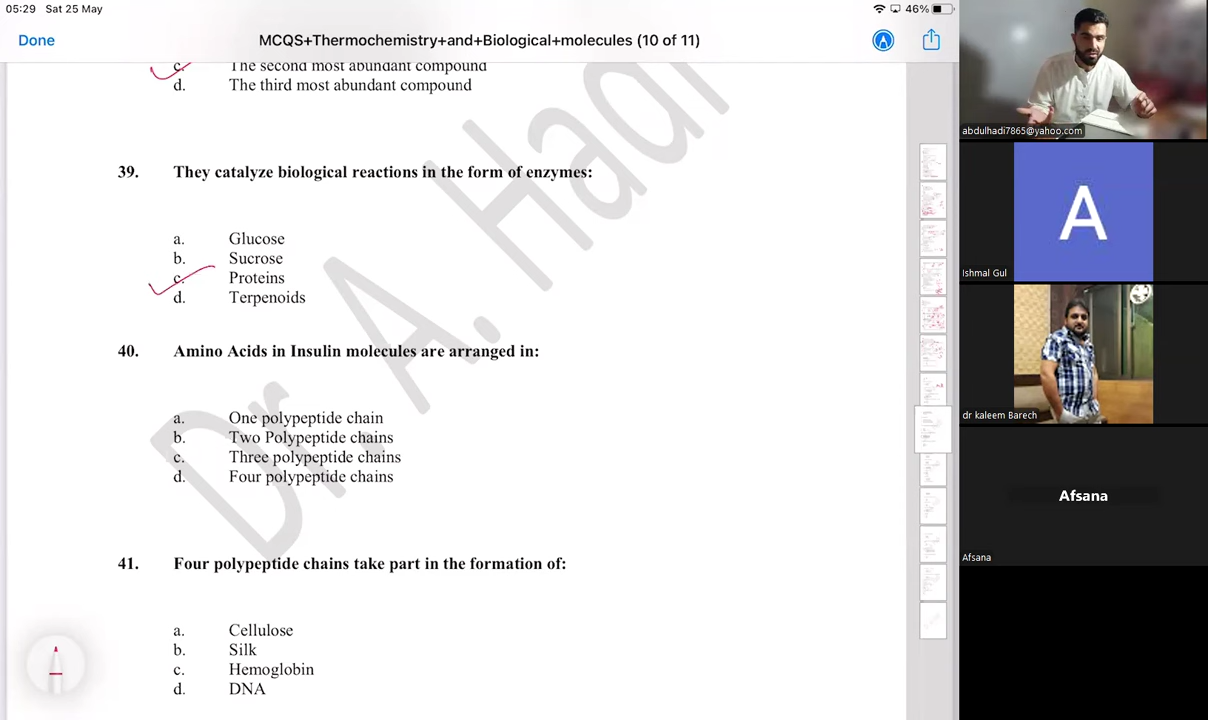 05:29 Sat 25 May
46%
Done
MCQS+Thermochemistry+and+Biological+molecules (10 of 11)
c. The second most abundant compound
d. The third most abundant compound
39. They catalyze biological reactions in the form of enzymes:
a. Glucose
b. Sucrose
c. Proteins
d. Terpenoids
40. Amino Acids in Insulin molecules are arranged in:
a. One polypeptide chain
b. Two Polypeptide chains
c. Three polypeptide chains
d. Four polypeptide chains
41. Four polypeptide chains take part in the formation of:
a. Cellulose
b. Silk
c. Hemoglobin
d. DNA
Dr. A. Hadi
abdulhadi7865@yahoo.com
A
Ishmal Gul
dr kaleem Barech
Afsana
Afsana